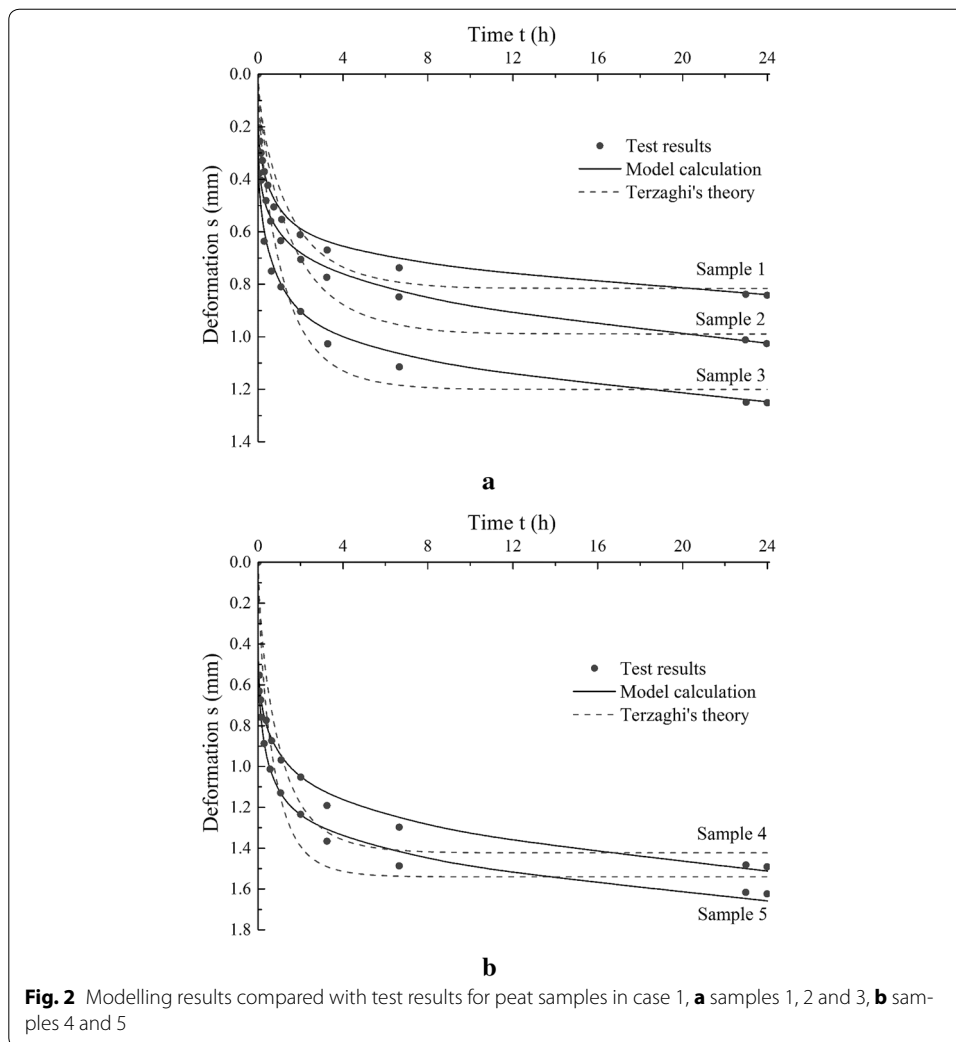 Time t (h)
0 4 8 12 16 20 24
0.0
0.2
0.4
0.6
0.8
1.0
1.2
1.4
Deformation s (mm)
Test results
Model calculation
Terzaghi's theory
Sample 1
Sample 2
Sample 3
a
Time t (h)
0 4 8 12 16 20 24
0.0
0.2
0.4
0.6
0.8
1.0
1.2
1.4
1.6
1.8
Deformation s (mm)
Test results
Model calculation
Terzaghi's theory
Sample 4
Sample 5
b
Fig. 2 Modelling results compared with test results for peat samples in case 1, a samples 1, 2 and 3, b sam-
ples 4 and 5